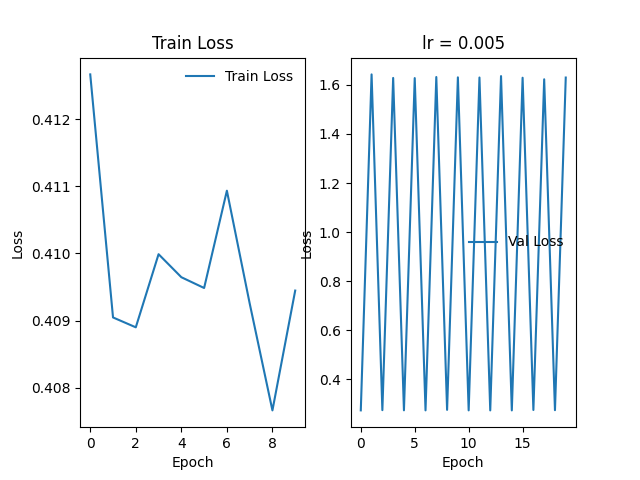 Train Loss
Train Loss
0.412
0.411
0.410
0.409
0.408
Loss
0 2 4 6 8
Epoch
lr = 0.005
Val Loss
1.6
1.4
1.2
1.0
0.8
0.6
0.4
Loss
0 5 10 15
Epoch